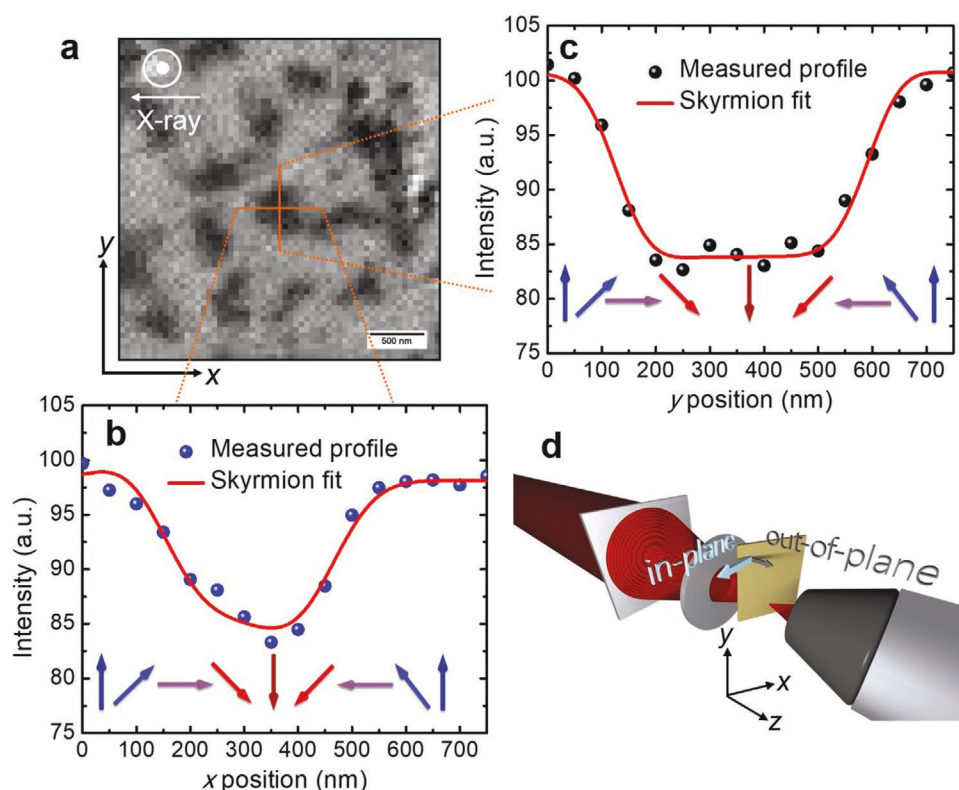 a
X-ray
y
x
500 nm
c
105
100
95
90
85
80
75
Intensity (a.u.)
Measured profile
Skyrmion fit
0 100 200 300 400 500 600 700
y position (nm)
b
105
100
95
90
85
80
75
Intensity (a.u.)
Measured profile
Skyrmion fit
0 100 200 300 400 500 600 700
x position (nm)
d
in-plane
out-of-plane
y
x
z